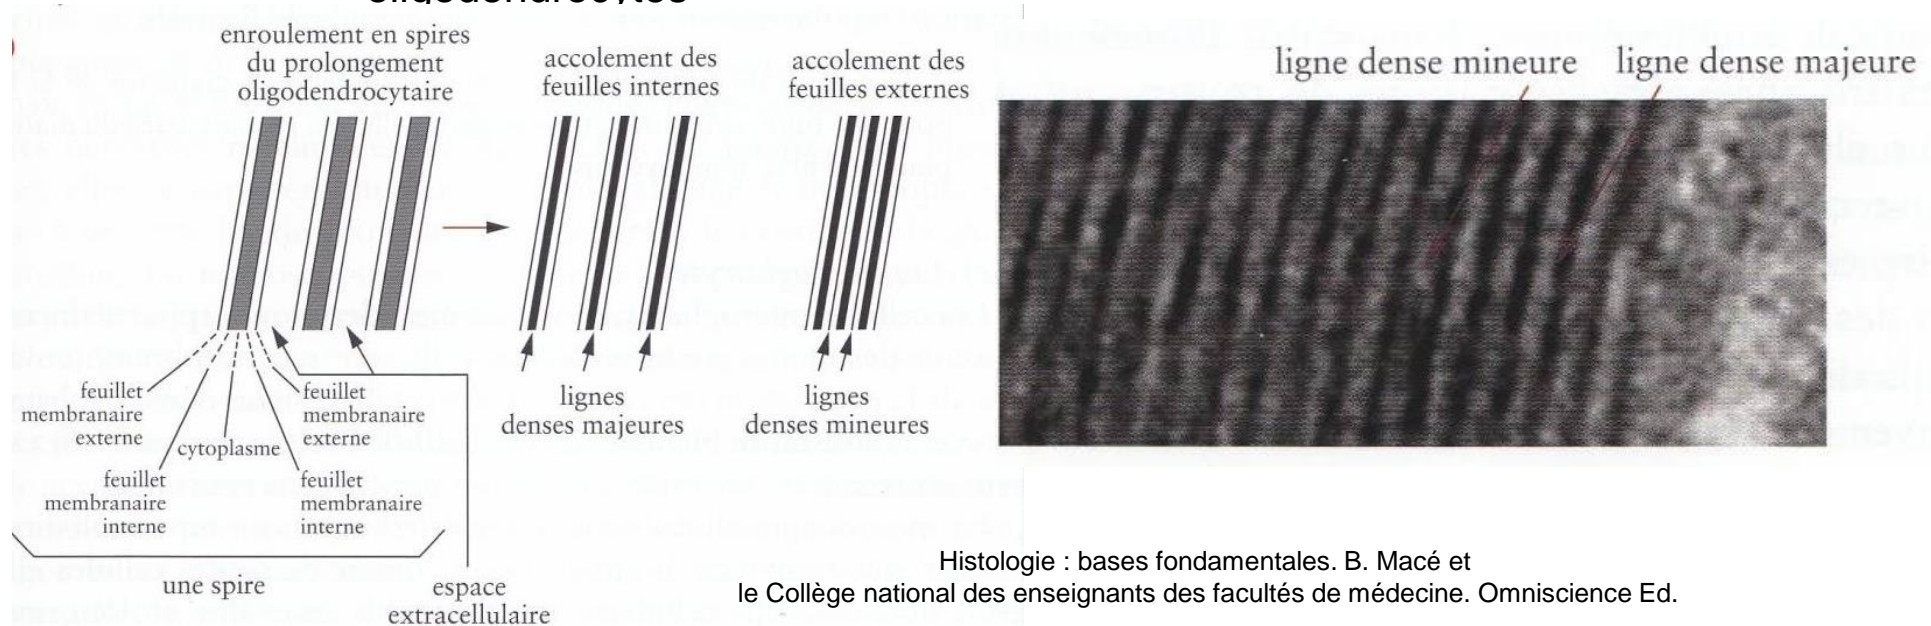 enroulement en spires
du prolongement
oligodendrocytaire
accolement des
feuilles internes
accolement des
feuilles externes
feuillet
membranaire
externe
cytoplasme
feuillet
membranaire
externe
feuillet
membranaire
interne
feuillet
membranaire
interne
une spire
espace
extracellulaire
lignes
denses majeures
lignes
denses mineures
ligne dense mineure
ligne dense majeure
Histologie : bases fondamentales. B. Macé et
le Collège national des enseignants des facultés de médecine. Omniscience Ed.